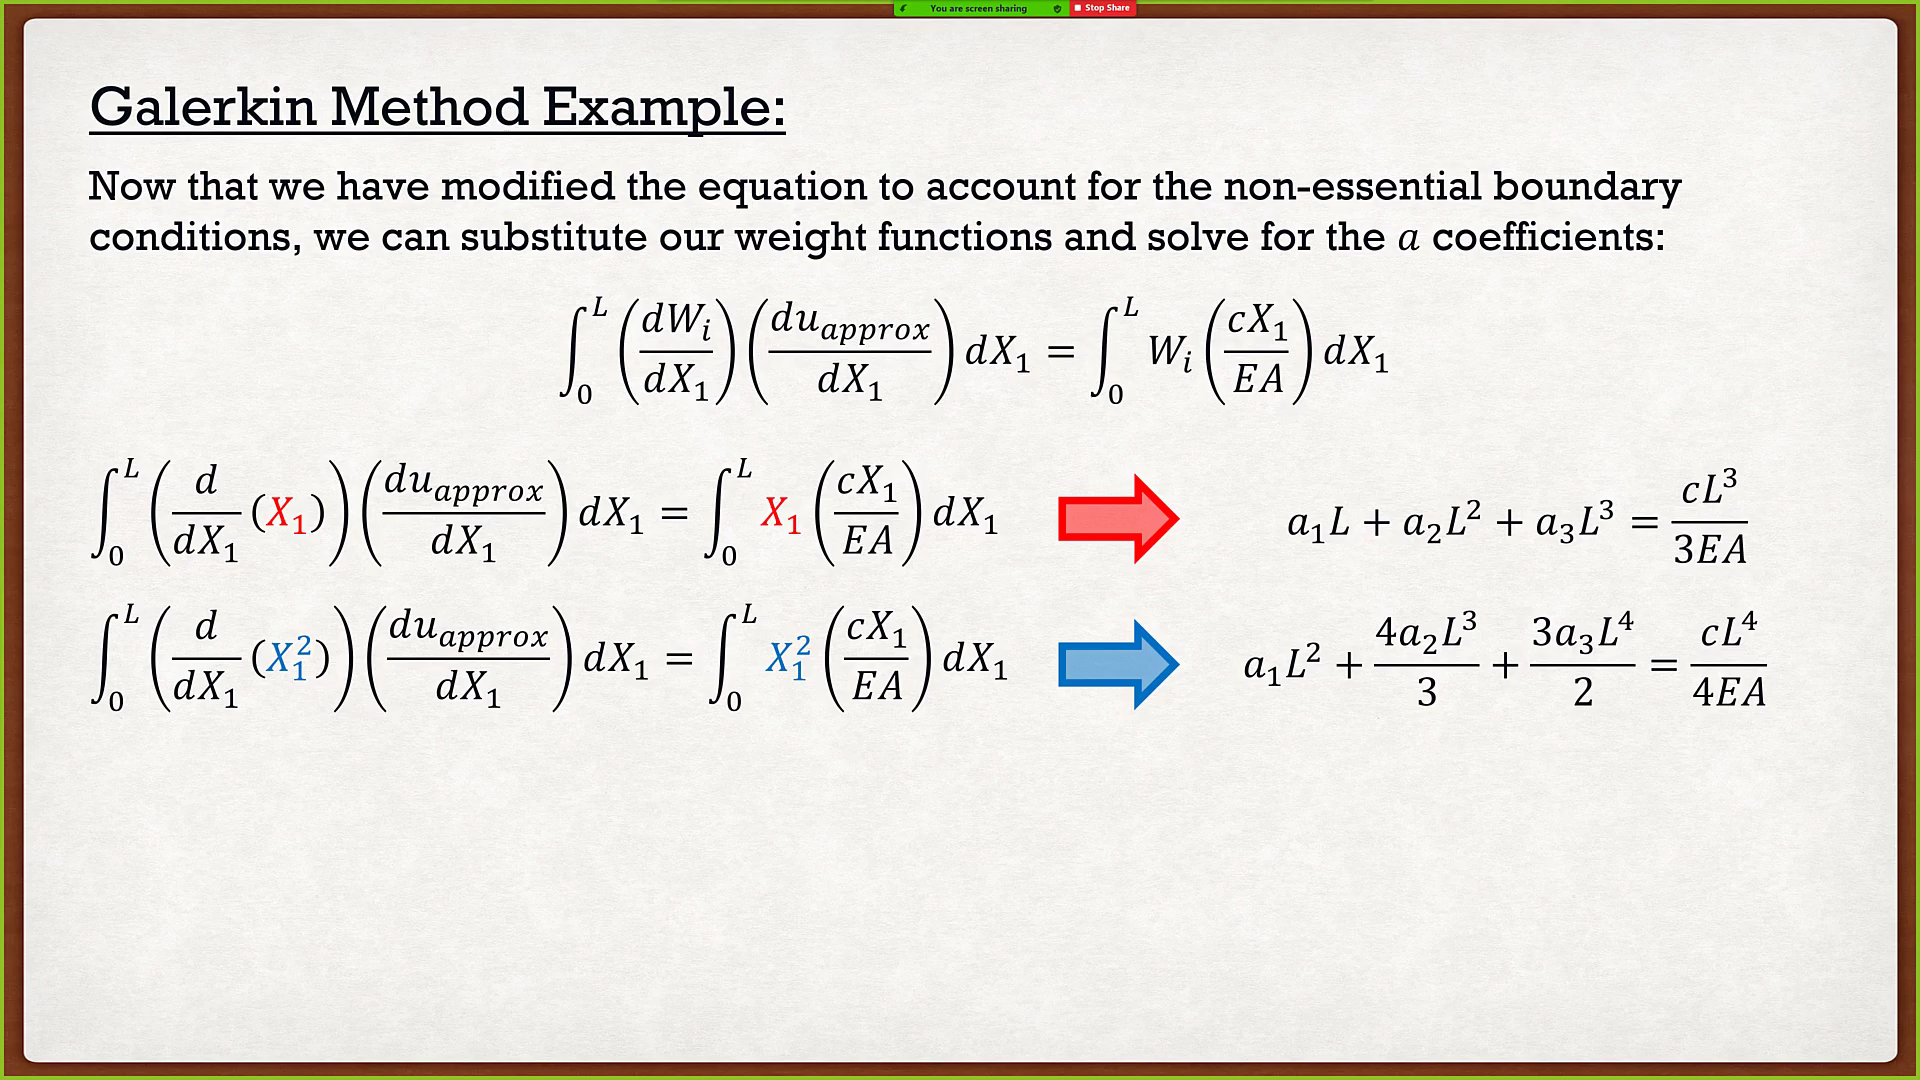 You are screen sharing Stop Share
Galerkin Method Example:
Now that we have modified the equation to account for the non-essential boundary
conditions, we can substitute our weight functions and solve for the a coefficients:
∫₀ᴸ (dWᵢ/dX₁) (du_approx/dX₁) dX₁ = ∫₀ᴸ Wᵢ (cX₁/EA) dX₁
∫₀ᴸ (d/dX₁ (X₁)) (du_approx/dX₁) dX₁ = ∫₀ᴸ X₁ (cX₁/EA) dX₁ a₁L + a₂L² + a₃L³ = cL³/3EA
∫₀ᴸ (d/dX₁ (X₁²)) (du_approx/dX₁) dX₁ = ∫₀ᴸ X₁² (cX₁/EA) dX₁ a₁L² + 4a₂L³/3 + 3a₃L⁴/2 = cL⁴/4EA